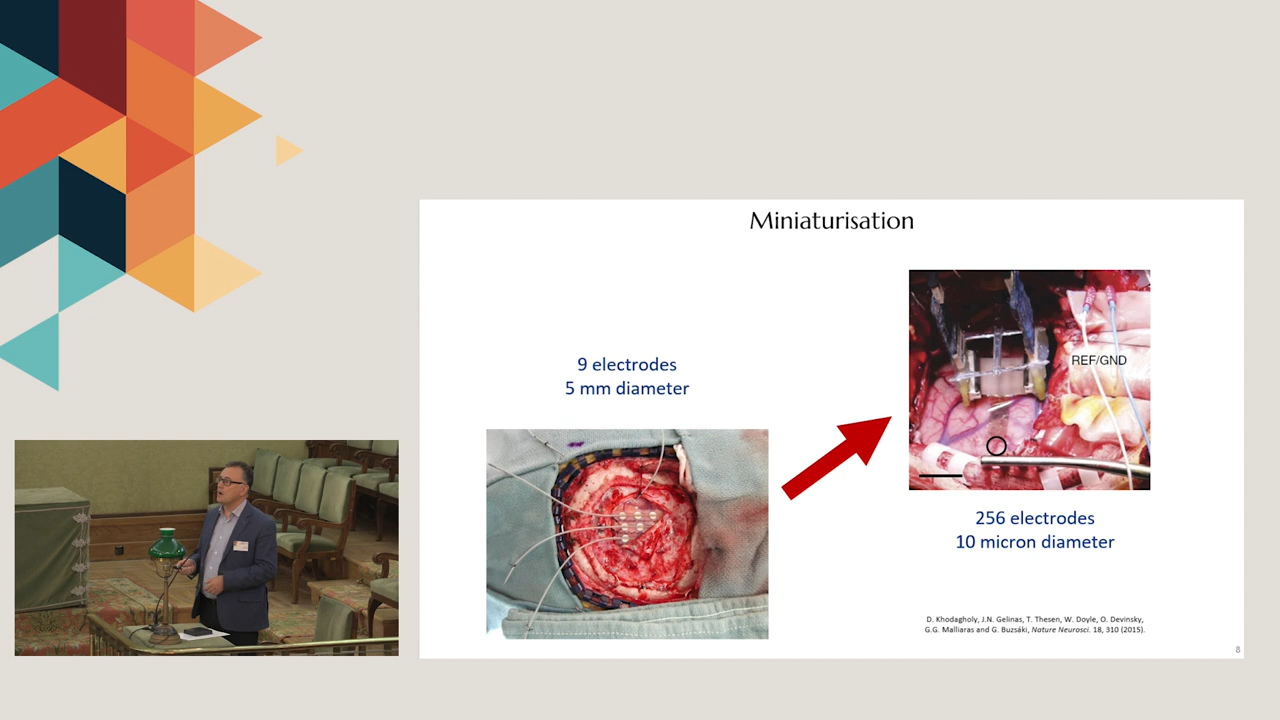 Miniaturisation
9 electrodes
5 mm diameter
REF/GND
256 electrodes
10 micron diameter
D. Khodagholy, J.N. Gelinas, T. Thesen, W. Doyle, O. Devinsky,
G.G. Malliaras and G. Buzsáki, Nature Neurosci. 18, 310 (2015).
8